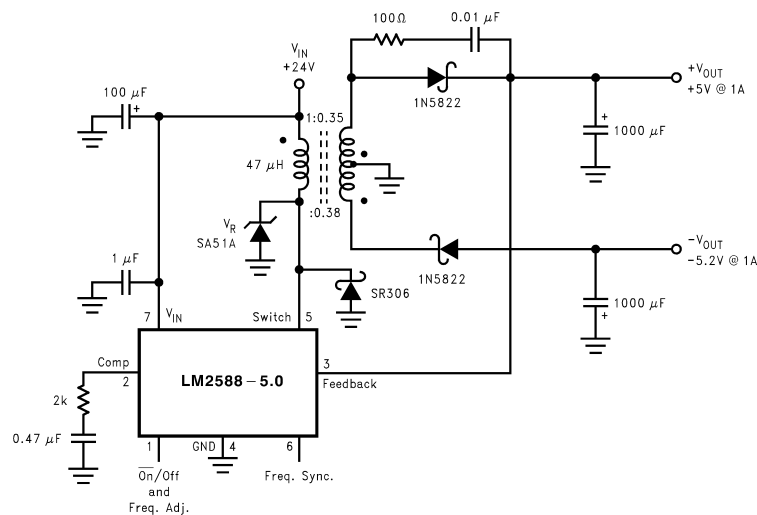 100Ω
0.01 μF
V_IN
+24V
+V_OUT
+5V @ 1A
100 μF
+
1:0.35
1N5822
+
1000 μF
47 μH
:0.38
V_R
SA51A
−V_OUT
−5.2V @ 1A
1 μF
1N5822
SR306
1000 μF
+
7
V_IN
Switch
5
Comp
2
LM2588−5.0
3
Feedback
2k
0.47 μF
1
GND
4
6
On/Off
and
Freq. Adj.
Freq. Sync.